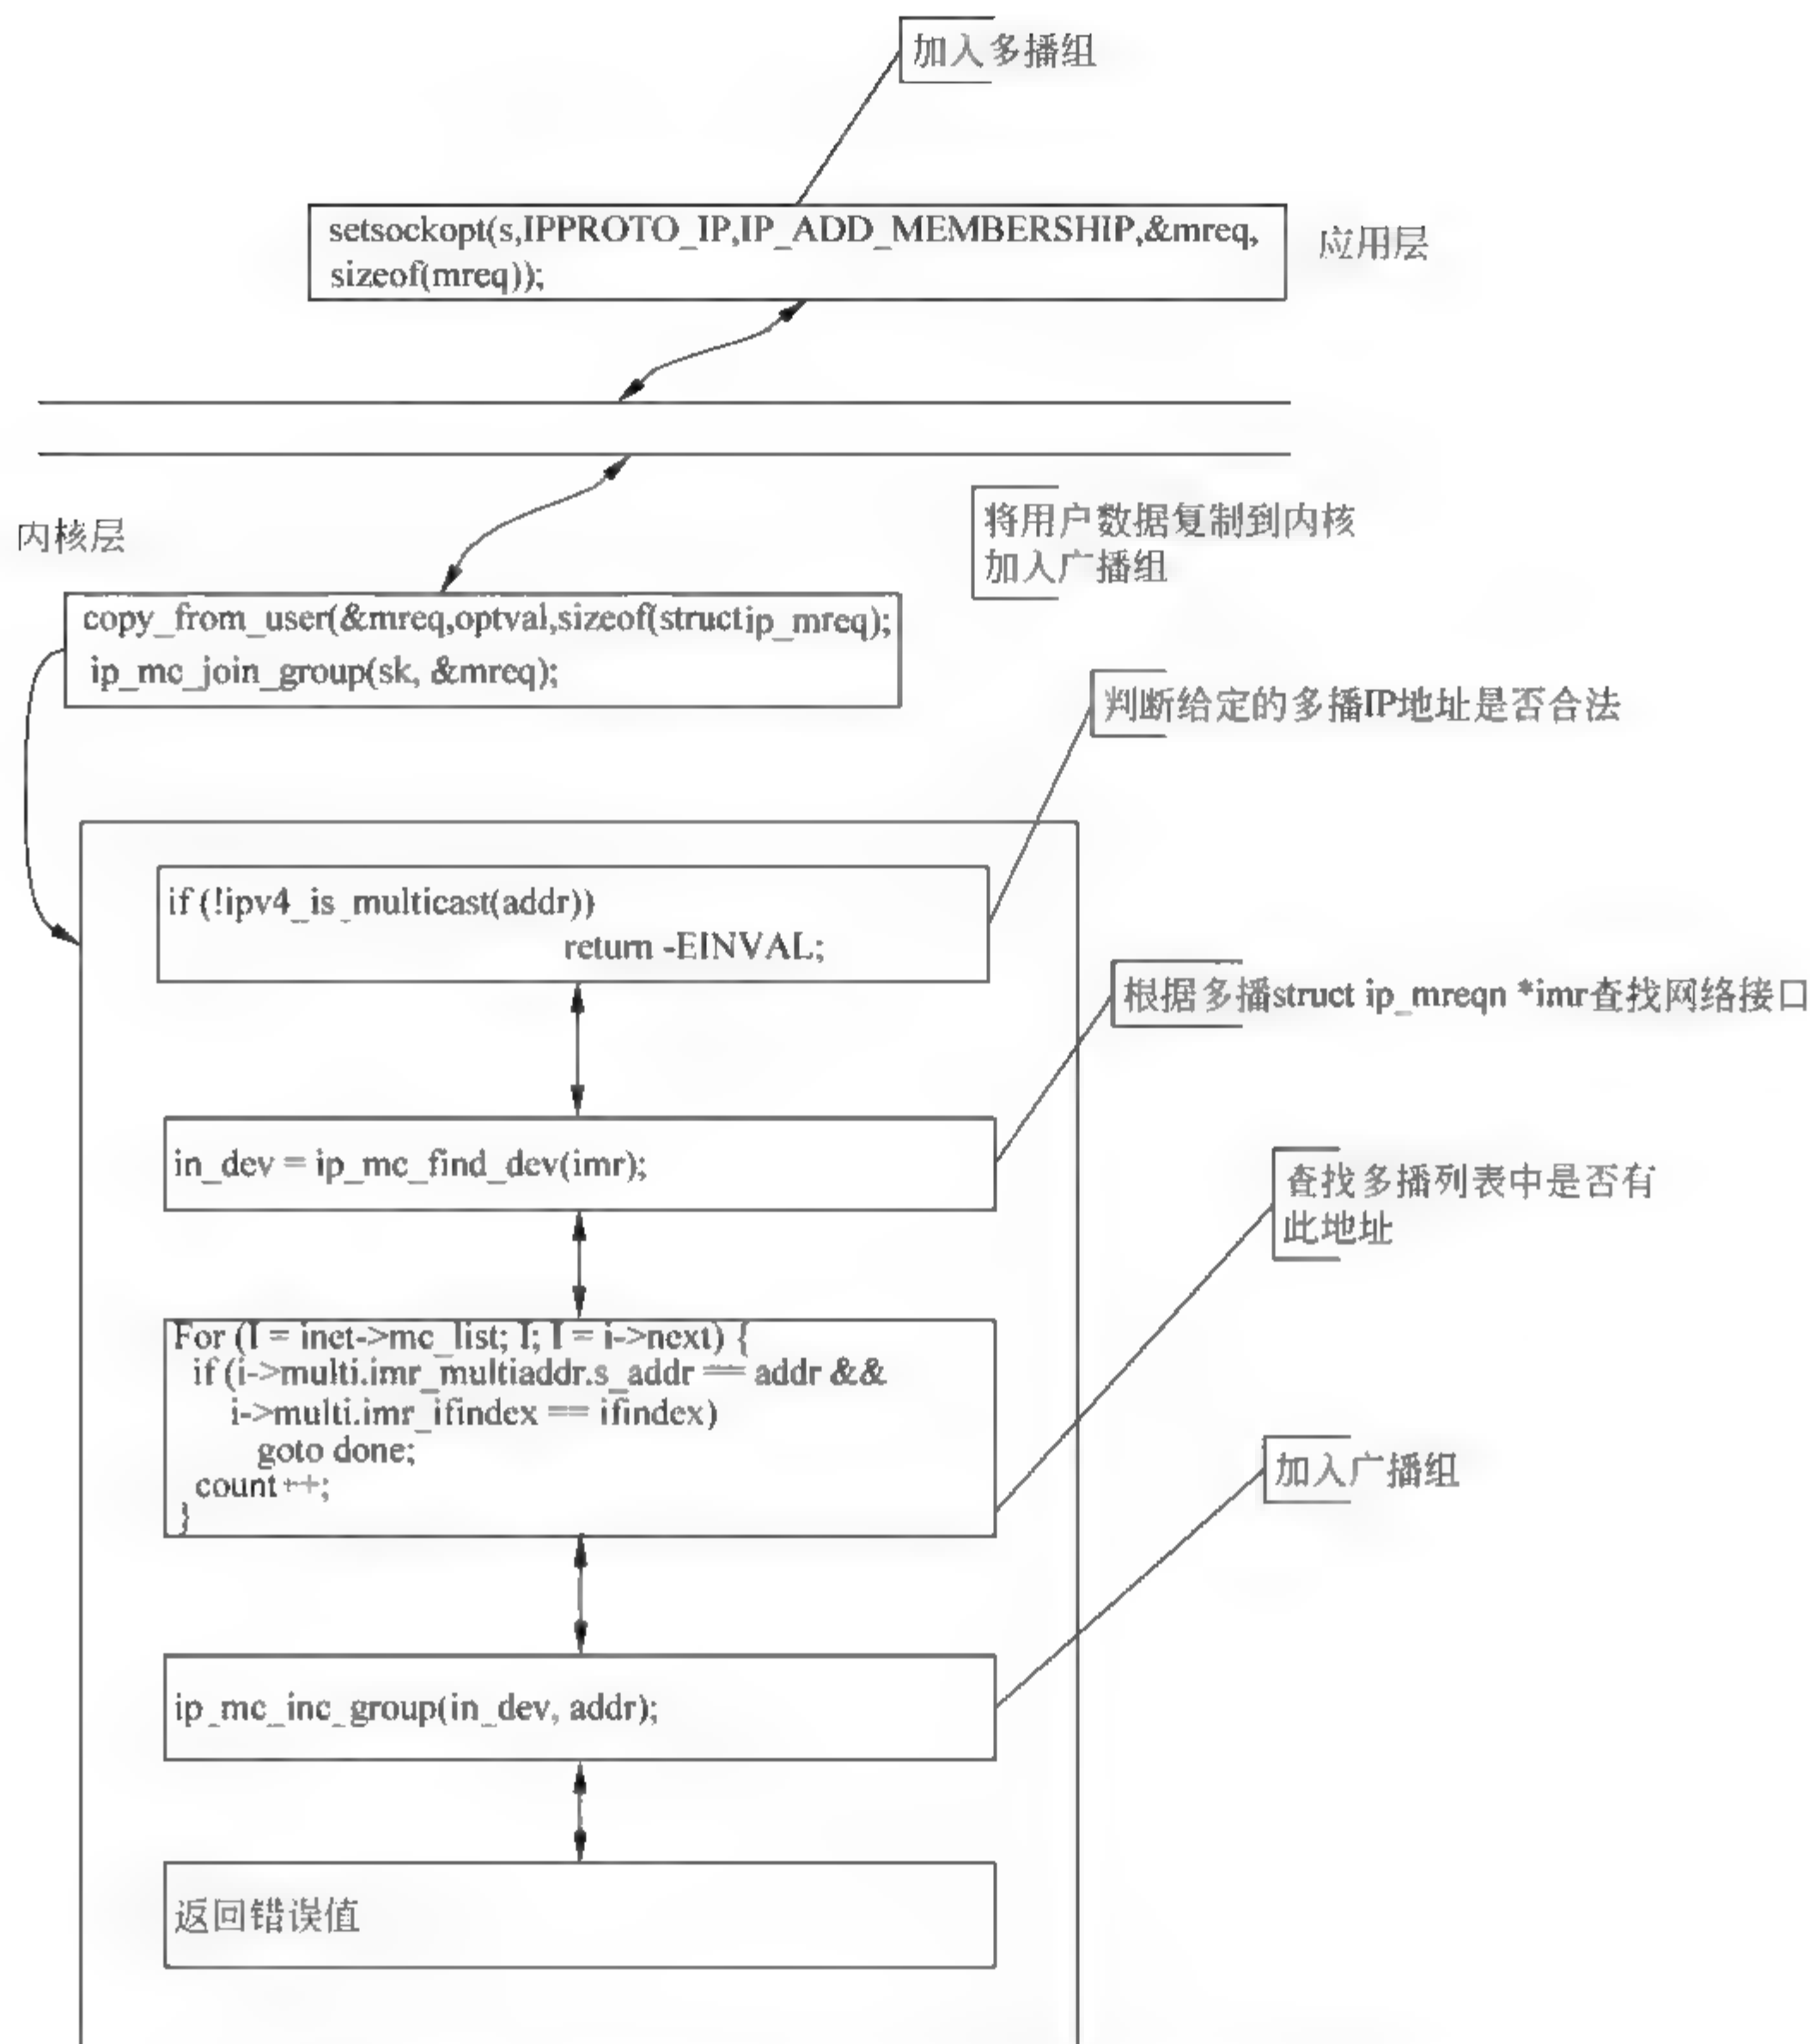 加入多播组
setsockopt(s,IPPROTO_IP,IP_ADD_MEMBERSHIP,&mreq,
sizeof(mreq));
应用层
内核层
将用户数据复制到内核
加入广播组
copy_from_user(&mreq,optval,sizeof(structip_mreq);
ip_mc_join_group(sk, &mreq);
判断给定的多播IP地址是否合法
if (!ipv4_is_multicast(addr))
return -EINVAL;
根据多播struct ip_mreqn *imr查找网络接口
in_dev = ip_mc_find_dev(imr);
查找多播列表中是否有
此地址
For (I = inet->mc_list; I; I = i->next) {
if (i->multi.imr_multiaddr.s_addr == addr &&
i->multi.imr_ifindex == ifindex)
goto done;
count++;
}
加入广播组
ip_mc_inc_group(in_dev, addr);
返回错误值